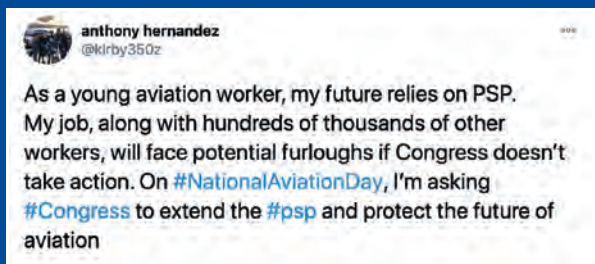 anthony hernandez
@kirby350z
As a young aviation worker, my future relies on PSP.
My job, along with hundreds of thousands of other
workers, will face potential furloughs if Congress doesn't
take action. On #NationalAviationDay, I'm asking
#Congress to extend the #psp and protect the future of
aviation